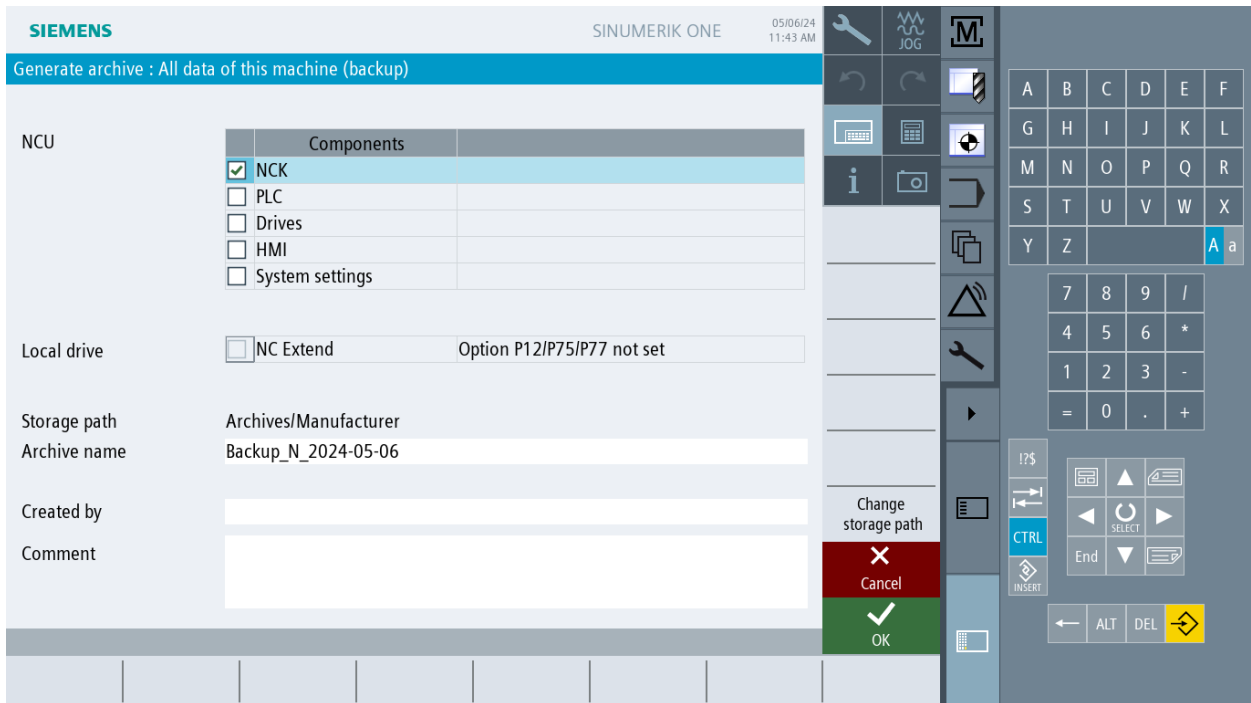 SIEMENS
SINUMERIK ONE
05/06/24
11:43 AM
JOG
M
Generate archive : All data of this machine (backup)
NCU
Components
NCK
PLC
Drives
HMI
System settings
Local drive
NC Extend
Option P12/P75/P77 not set
Storage path
Archives/Manufacturer
Archive name
Backup_N_2024-05-06
Created by
Comment
i
Change
storage path
Cancel
OK
A B C D E F
G H I J K L
M N O P Q R
S T U V W X
Y Z A a
7 8 9 /
4 5 6 *
1 2 3 -
= 0 . +
!?$
SELECT
CTRL
End
INSERT
ALT DEL